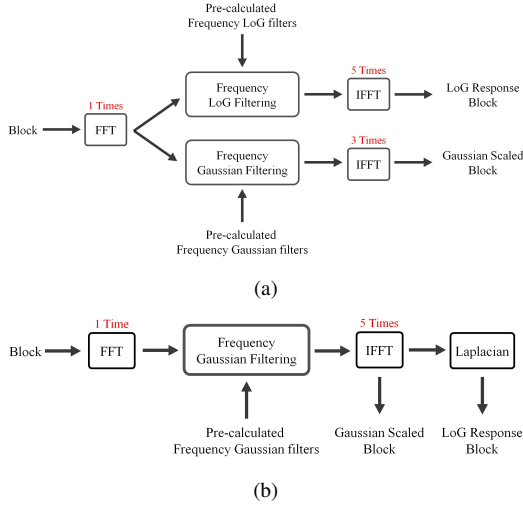 Pre-calculated
Frequency LoG filters
1 Times
5 Times
Block
FFT
Frequency
LoG Filtering
IFFT
LoG Response
Block
3 Times
Frequency
Gaussian Filtering
IFFT
Gaussian Scaled
Block
Pre-calculated
Frequency Gaussian filters
(a)
1 Time
5 Times
Block
FFT
Frequency
Gaussian Filtering
IFFT
Laplacian
Pre-calculated
Frequency Gaussian filters
Gaussian Scaled
Block
LoG Response
Block
(b)